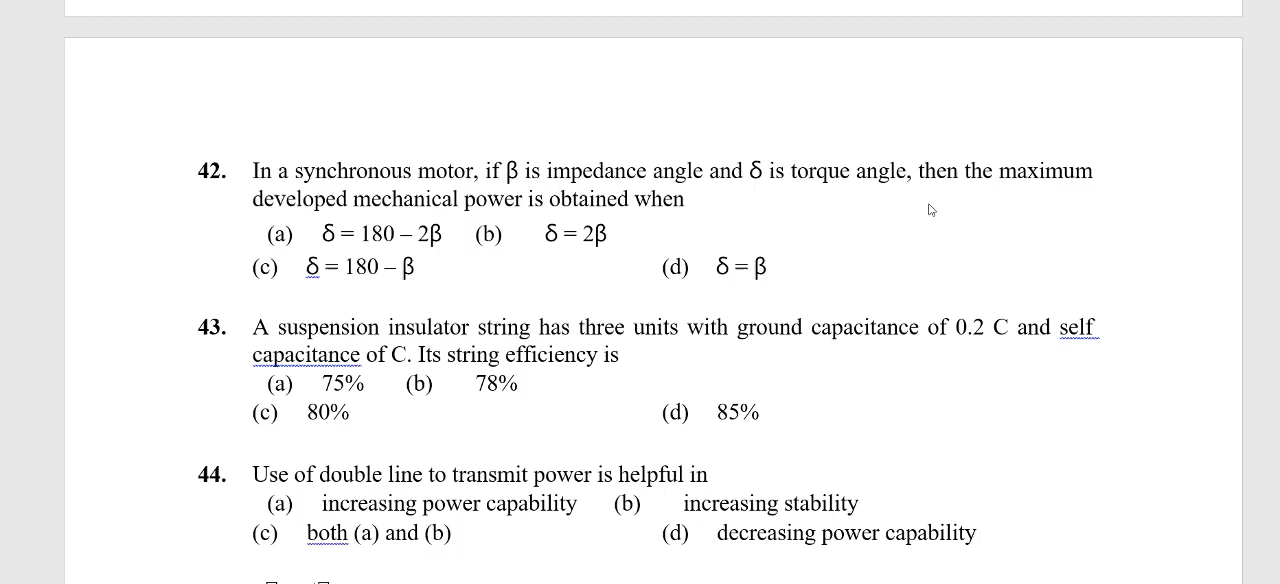 42. In a synchronous motor, if β is impedance angle and δ is torque angle, then the maximum
developed mechanical power is obtained when
(a) δ = 180 – 2β (b) δ = 2β
(c) δ = 180 – β (d) δ = β
43. A suspension insulator string has three units with ground capacitance of 0.2 C and self
capacitance of C. Its string efficiency is
(a) 75% (b) 78%
(c) 80% (d) 85%
44. Use of double line to transmit power is helpful in
(a) increasing power capability (b) increasing stability
(c) both (a) and (b) (d) decreasing power capability